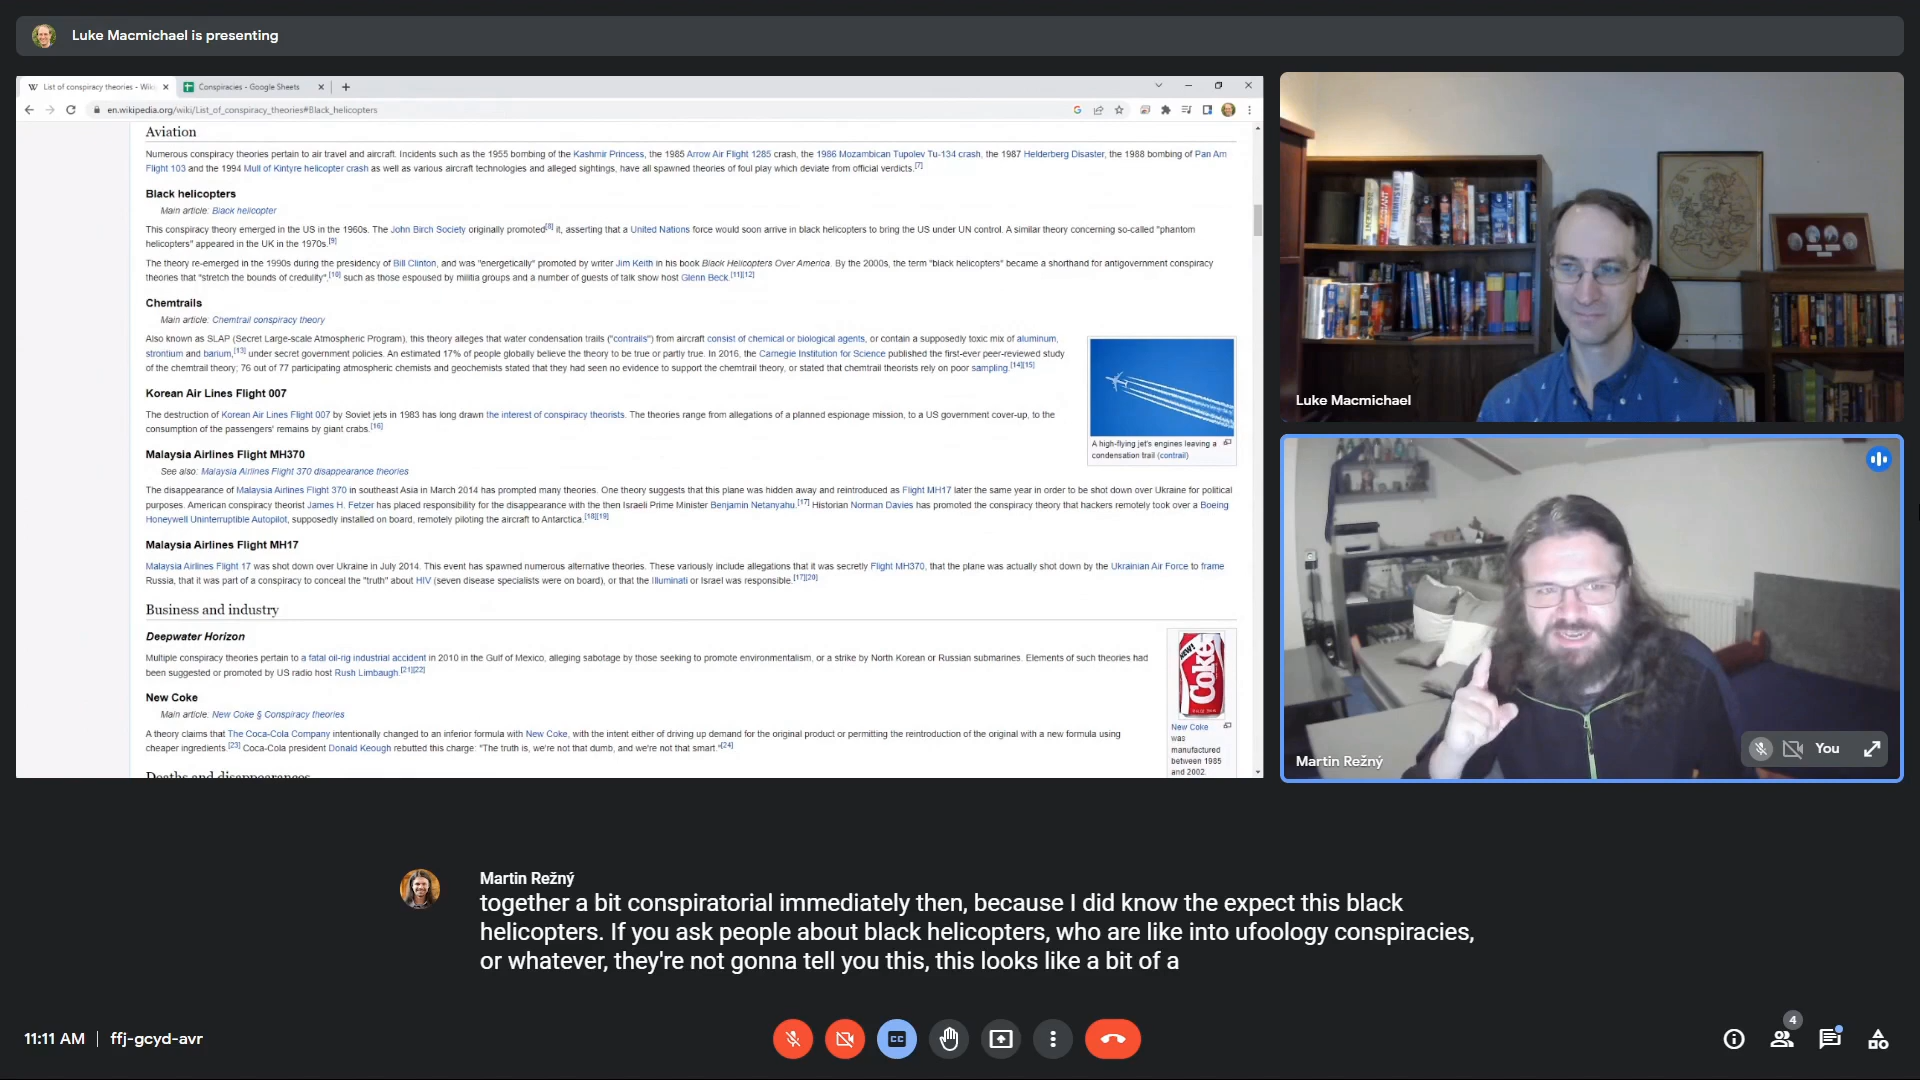 Luke Macmichael is presenting
List of conspiracy theories - Wiki
Conspiracies - Google Sheets
en.wikipedia.org/wiki/List_of_conspiracy_theories#Black_helicopters
Aviation
Numerous conspiracy theories pertain to air travel and aircraft. Incidents such as the 1955 bombing of the Kashmir Princess, the 1985 Arrow Air Flight 1285 crash, the 1986 Mozambican Tupolev Tu-134 crash, the 1987 Helderberg Disaster, the 1988 bombing of Pan Am
Flight 103 and the 1994 Mull of Kintyre helicopter crash as well as various aircraft technologies and alleged sightings, have all spawned theories of foul play which deviate from official verdicts.[7]
Black helicopters
Main article: Black helicopter
This conspiracy theory emerged in the US in the 1960s. The John Birch Society originally promoted[8] it, asserting that a United Nations force would soon arrive in black helicopters to bring the US under UN control. A similar theory concerning so-called "phantom
helicopters" appeared in the UK in the 1970s.[9]
The theory re-emerged in the 1990s during the presidency of Bill Clinton, and was "energetically" promoted by writer Jim Keith in his book Black Helicopters Over America. By the 2000s, the term "black helicopters" became a shorthand for antigovernment conspiracy
theories that "stretch the bounds of credulity",[10] such as those espoused by militia groups and a number of guests of talk show host Glenn Beck.[11][12]
Chemtrails
Main article: Chemtrail conspiracy theory
Also known as SLAP (Secret Large-scale Atmospheric Program), this theory alleges that water condensation trails ("contrails") from aircraft consist of chemical or biological agents, or contain a supposedly toxic mix of aluminum,
strontium and barium,[13] under secret government policies. An estimated 17% of people globally believe the theory to be true or partly true. In 2016, the Carnegie Institution for Science published the first-ever peer-reviewed study
of the chemtrail theory; 76 out of 77 participating atmospheric chemists and geochemists stated that they had seen no evidence to support the chemtrail theory, or stated that chemtrail theorists rely on poor sampling.[14][15]
A high-flying jet's engines leaving a
condensation trail (contrail)
Korean Air Lines Flight 007
The destruction of Korean Air Lines Flight 007 by Soviet jets in 1983 has long drawn the interest of conspiracy theorists. The theories range from allegations of a planned espionage mission, to a US government cover-up, to the
consumption of the passengers' remains by giant crabs.[16]
Malaysia Airlines Flight MH370
See also: Malaysia Airlines Flight 370 disappearance theories
The disappearance of Malaysia Airlines Flight 370 in southeast Asia in March 2014 has prompted many theories. One theory suggests that this plane was hidden away and reintroduced as Flight MH17 later the same year in order to be shot down over Ukraine for political
purposes. American conspiracy theorist James H. Fetzer has placed responsibility for the disappearance with the then Israeli Prime Minister Benjamin Netanyahu.[17] Historian Norman Davies has promoted the conspiracy theory that hackers remotely took over a Boeing
Honeywell Uninterruptible Autopilot, supposedly installed on board, remotely piloting the aircraft to Antarctica.[18][19]
Malaysia Airlines Flight MH17
Malaysia Airlines Flight 17 was shot down over Ukraine in July 2014. This event has spawned numerous alternative theories. These variously include allegations that it was secretly Flight MH370, that the plane was actually shot down by the Ukrainian Air Force to frame
Russia, that it was part of a conspiracy to conceal the "truth" about HIV (seven disease specialists were on board), or that the Illuminati or Israel was responsible.[17][20]
Business and industry
Deepwater Horizon
Multiple conspiracy theories pertain to a fatal oil-rig industrial accident in 2010 in the Gulf of Mexico, alleging sabotage by those seeking to promote environmentalism, or a strike by North Korean or Russian submarines. Elements of such theories had
been suggested or promoted by US radio host Rush Limbaugh.[21][22]
New Coke
Main article: New Coke § Conspiracy theories
A theory claims that The Coca-Cola Company intentionally changed to an inferior formula with New Coke, with the intent either of driving up demand for the original product or permitting the reintroduction of the original with a new formula using
cheaper ingredients.[23] Coca-Cola president Donald Keough rebutted this charge: "The truth is, we're not that dumb, and we're not that smart."[24]
Coke
New Coke
was
manufactured
between 1985
and 2002.
Deaths and disappearances
Luke Macmichael
Martin Režný
You
Martin Režný
together a bit conspiratorial immediately then, because I did know the expect this black
helicopters. If you ask people about black helicopters, who are like into ufoology conspiracies,
or whatever, they're not gonna tell you this, this looks like a bit of a
11:11 AM | ffj-gcyd-avr
CC
4